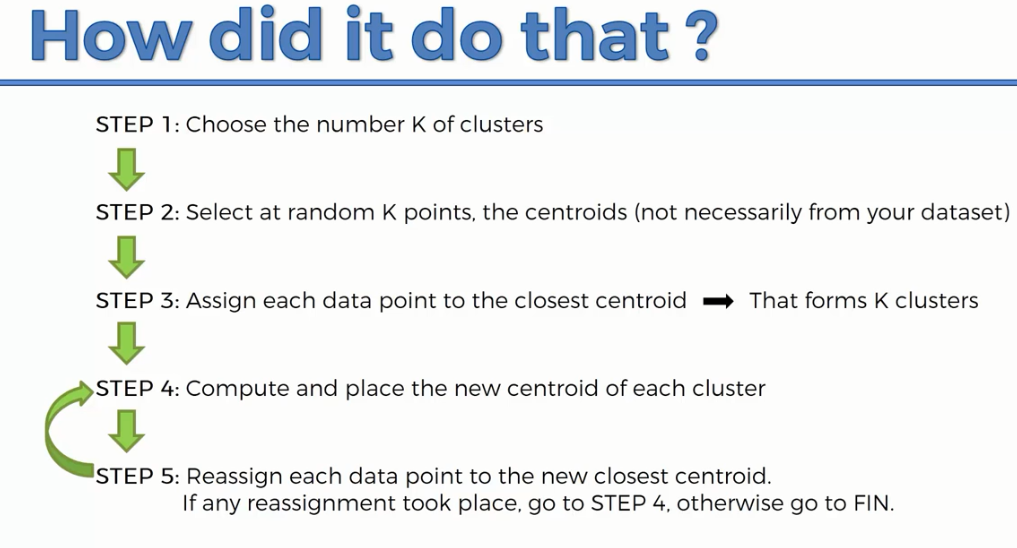 How did it do that ?
STEP 1: Choose the number K of clusters
STEP 2: Select at random K points, the centroids (not necessarily from your dataset)
STEP 3: Assign each data point to the closest centroid ➡ That forms K clusters
STEP 4: Compute and place the new centroid of each cluster
STEP 5: Reassign each data point to the new closest centroid.
If any reassignment took place, go to STEP 4, otherwise go to FIN.